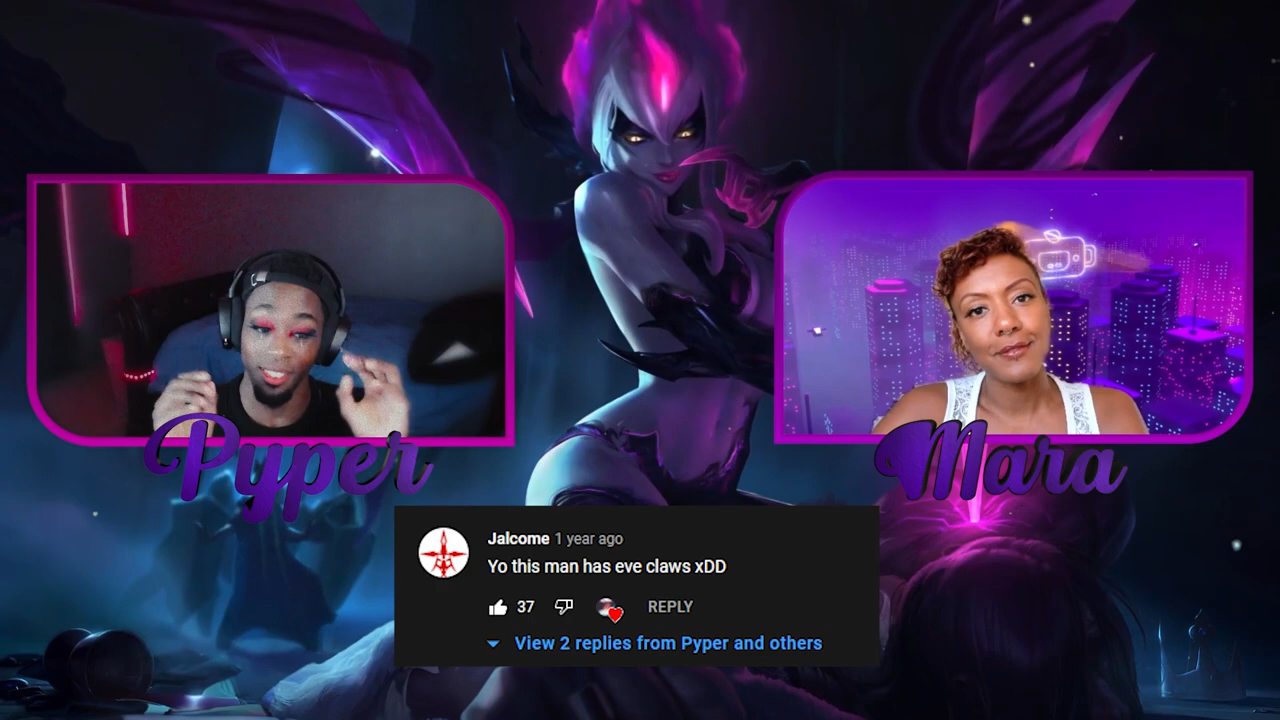 Pyper
Mara
Jalcome 1 year ago
Yo this man has eve claws xDD
37 REPLY
View 2 replies from Pyper and others